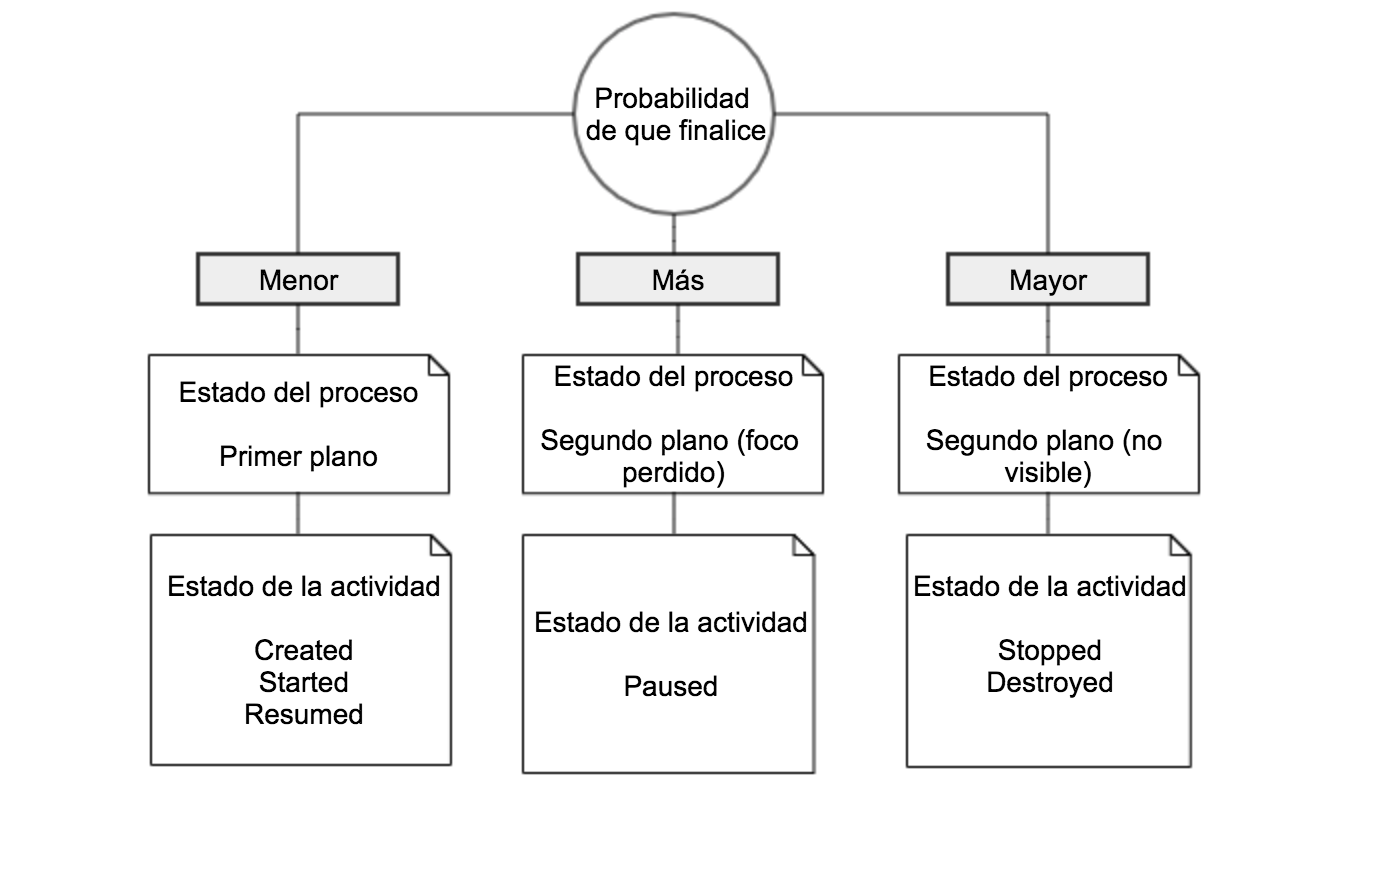 Probabilidad
de que finalice
Menor
Más
Mayor
Estado del proceso
Primer plano
Estado del proceso
Segundo plano (foco
perdido)
Estado del proceso
Segundo plano (no
visible)
Estado de la actividad
Created
Started
Resumed
Estado de la actividad
Paused
Estado de la actividad
Stopped
Destroyed